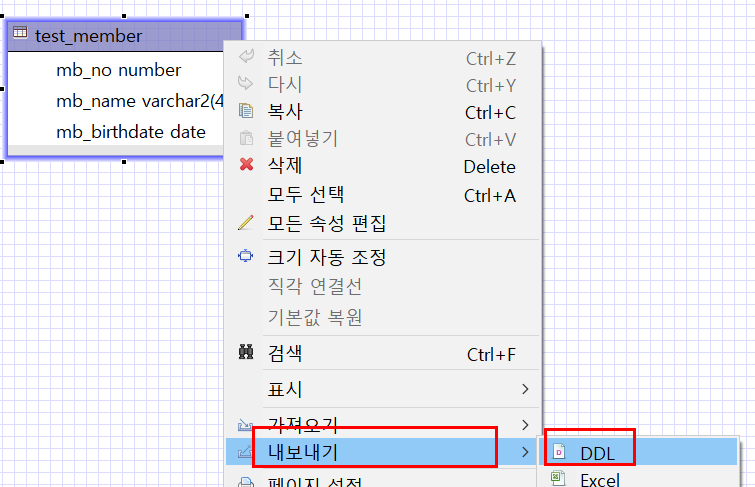 test_member
mb_no number
mb_name varchar2(4
mb_birthdate date
취소 Ctrl+Z
다시 Ctrl+Y
복사 Ctrl+C
붙여넣기 Ctrl+V
삭제 Delete
모두 선택 Ctrl+A
모든 속성 편집
크기 자동 조정
직각 연결선
기본값 복원
검색 Ctrl+F
표시
가져오기
내보내기
DDL
Excel
페이지 설정